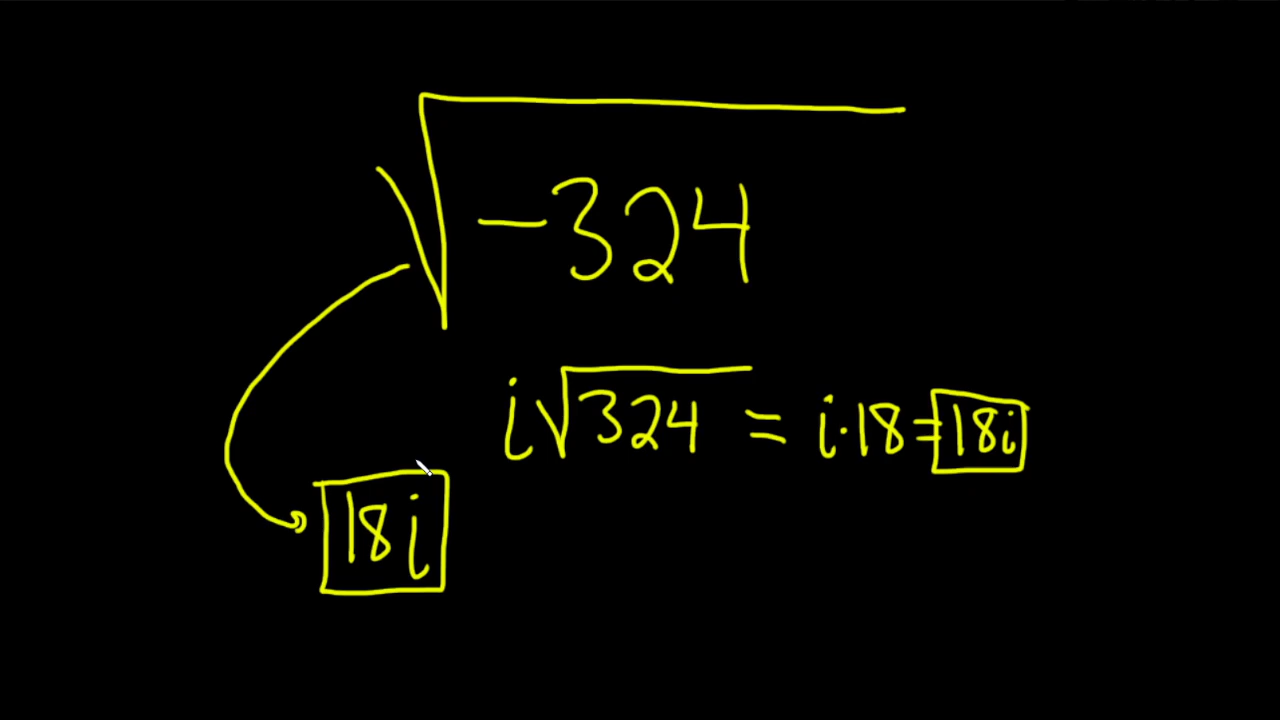 √-324
i√324 = i·18=18i
18i